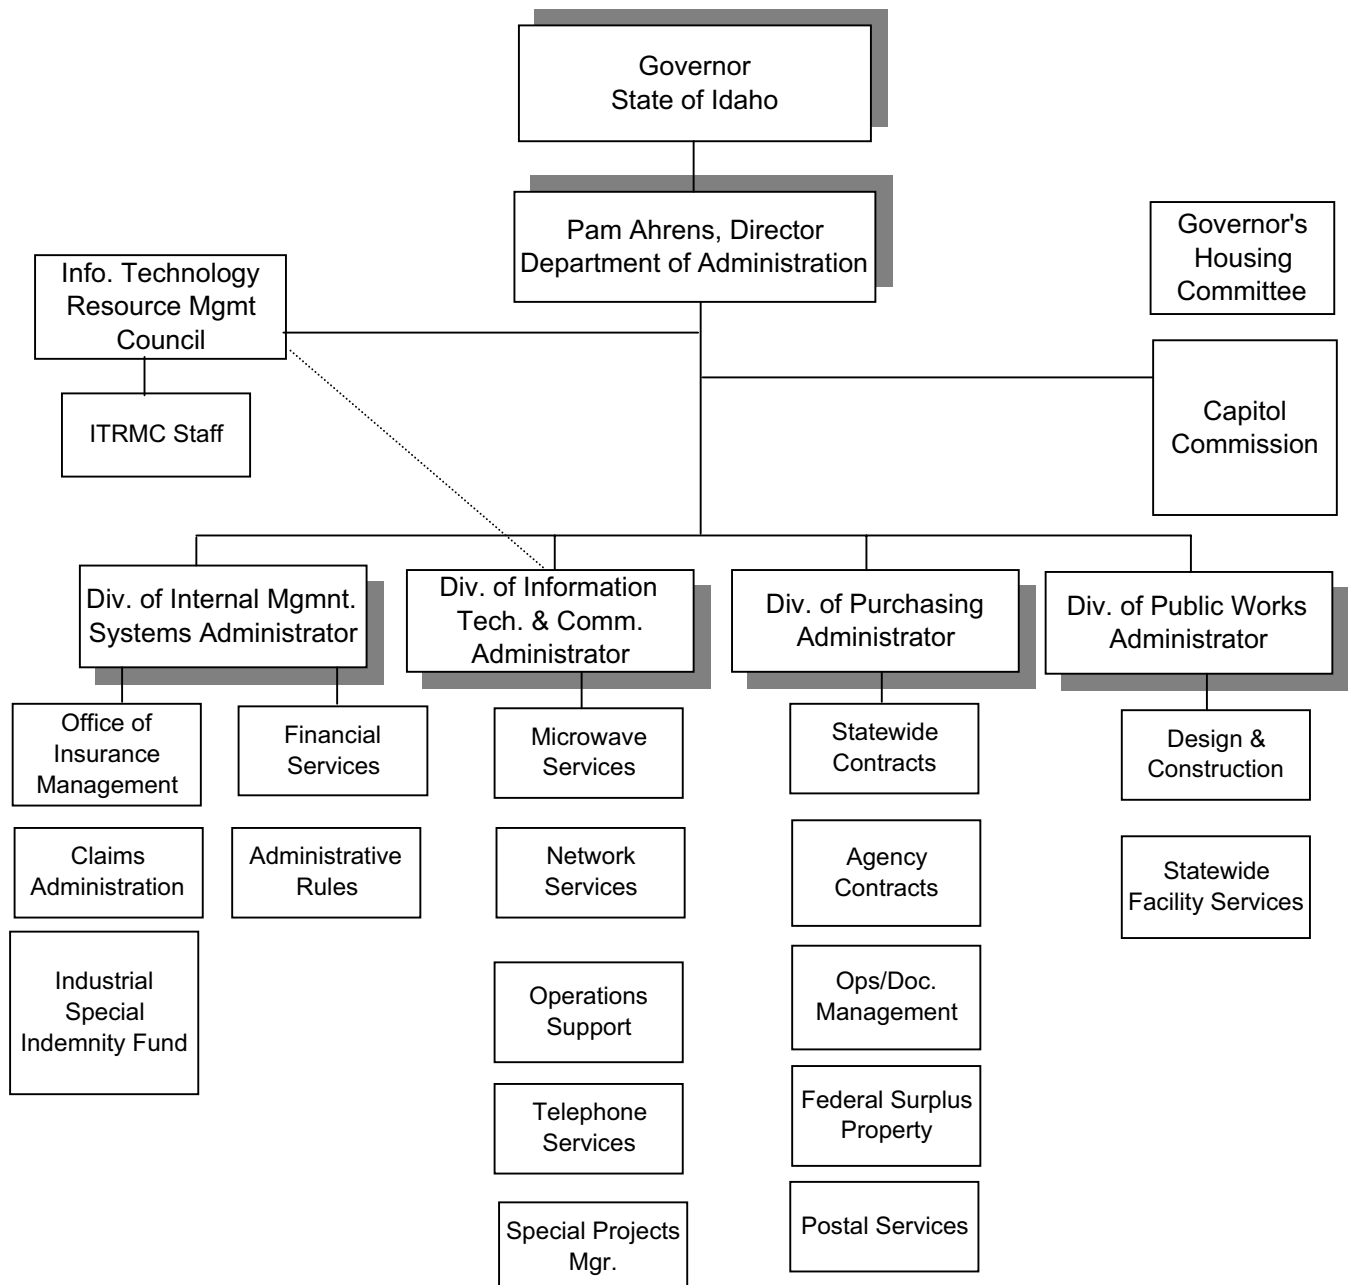 Governor
State of Idaho
Pam Ahrens, Director
Department of Administration
Governor's
Housing
Committee
Info. Technology
Resource Mgmt
Council
Capitol
Commission
ITRMC Staff
Div. of Internal Mgmnt.
Systems Administrator
Div. of Information
Tech. & Comm.
Administrator
Div. of Purchasing
Administrator
Div. of Public Works
Administrator
Office of
Insurance
Management
Financial
Services
Microwave
Services
Statewide
Contracts
Design &
Construction
Claims
Administration
Administrative
Rules
Network
Services
Agency
Contracts
Statewide
Facility Services
Industrial
Special
Indemnity Fund
Operations
Support
Ops/Doc.
Management
Telephone
Services
Federal Surplus
Property
Special Projects
Mgr.
Postal Services